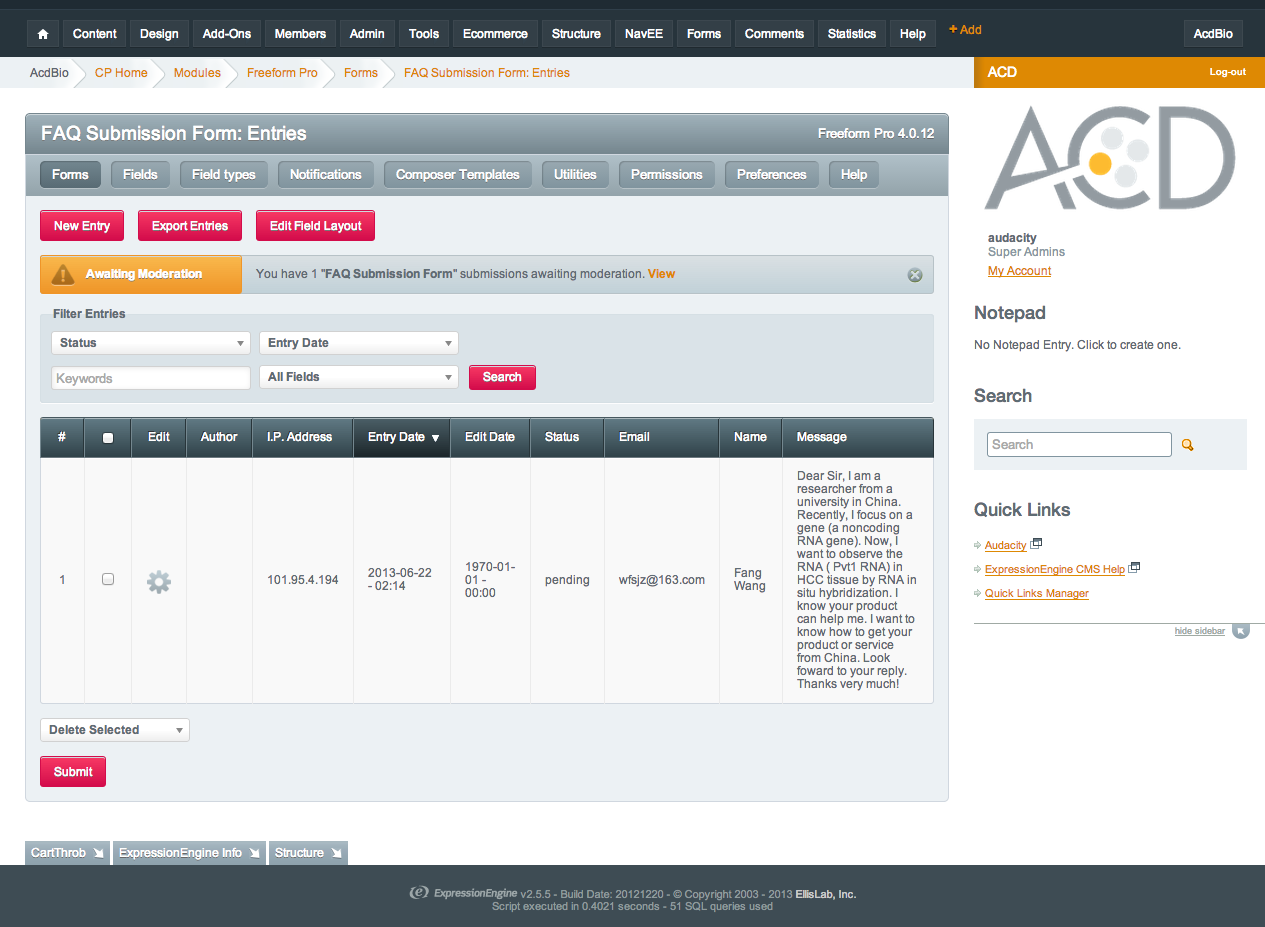 Content Design Add-Ons Members Admin Tools Ecommerce Structure NavEE Forms Comments Statistics Help + Add AcdBio
AcdBio CP Home Modules Freeform Pro Forms FAQ Submission Form: Entries
ACD Log-out
FAQ Submission Form: Entries Freeform Pro 4.0.12
Forms Fields Field types Notifications Composer Templates Utilities Permissions Preferences Help
New Entry Export Entries Edit Field Layout
Awaiting Moderation You have 1 "FAQ Submission Form" submissions awaiting moderation. View
Filter Entries
Status Entry Date
Keywords All Fields Search
# Edit Author I.P. Address Entry Date ▼ Edit Date Status Email Name Message
1
101.95.4.194
2013-06-22
- 02:14
1970-01-
01 -
00:00
pending
wfsjz@163.com
Fang
Wang
Dear Sir, I am a
researcher from a
university in China.
Recently, I focus on a
gene (a noncoding
RNA gene). Now, I
want to observe the
RNA ( Pvt1 RNA) in
HCC tissue by RNA in
situ hybridization. I
know your product
can help me. I want to
know how to get your
product or service
from China. Look
foward to your reply.
Thanks very much!
Delete Selected
Submit
ACD
audacity
Super Admins
My Account
Notepad
No Notepad Entry. Click to create one.
Search
Search
Quick Links
Audacity
ExpressionEngine CMS Help
Quick Links Manager
hide sidebar
CartThrob ExpressionEngine Info Structure
ExpressionEngine v2.5.5 - Build Date: 20121220 - © Copyright 2003 - 2013 EllisLab, Inc.
Script executed in 0.4021 seconds - 51 SQL queries used